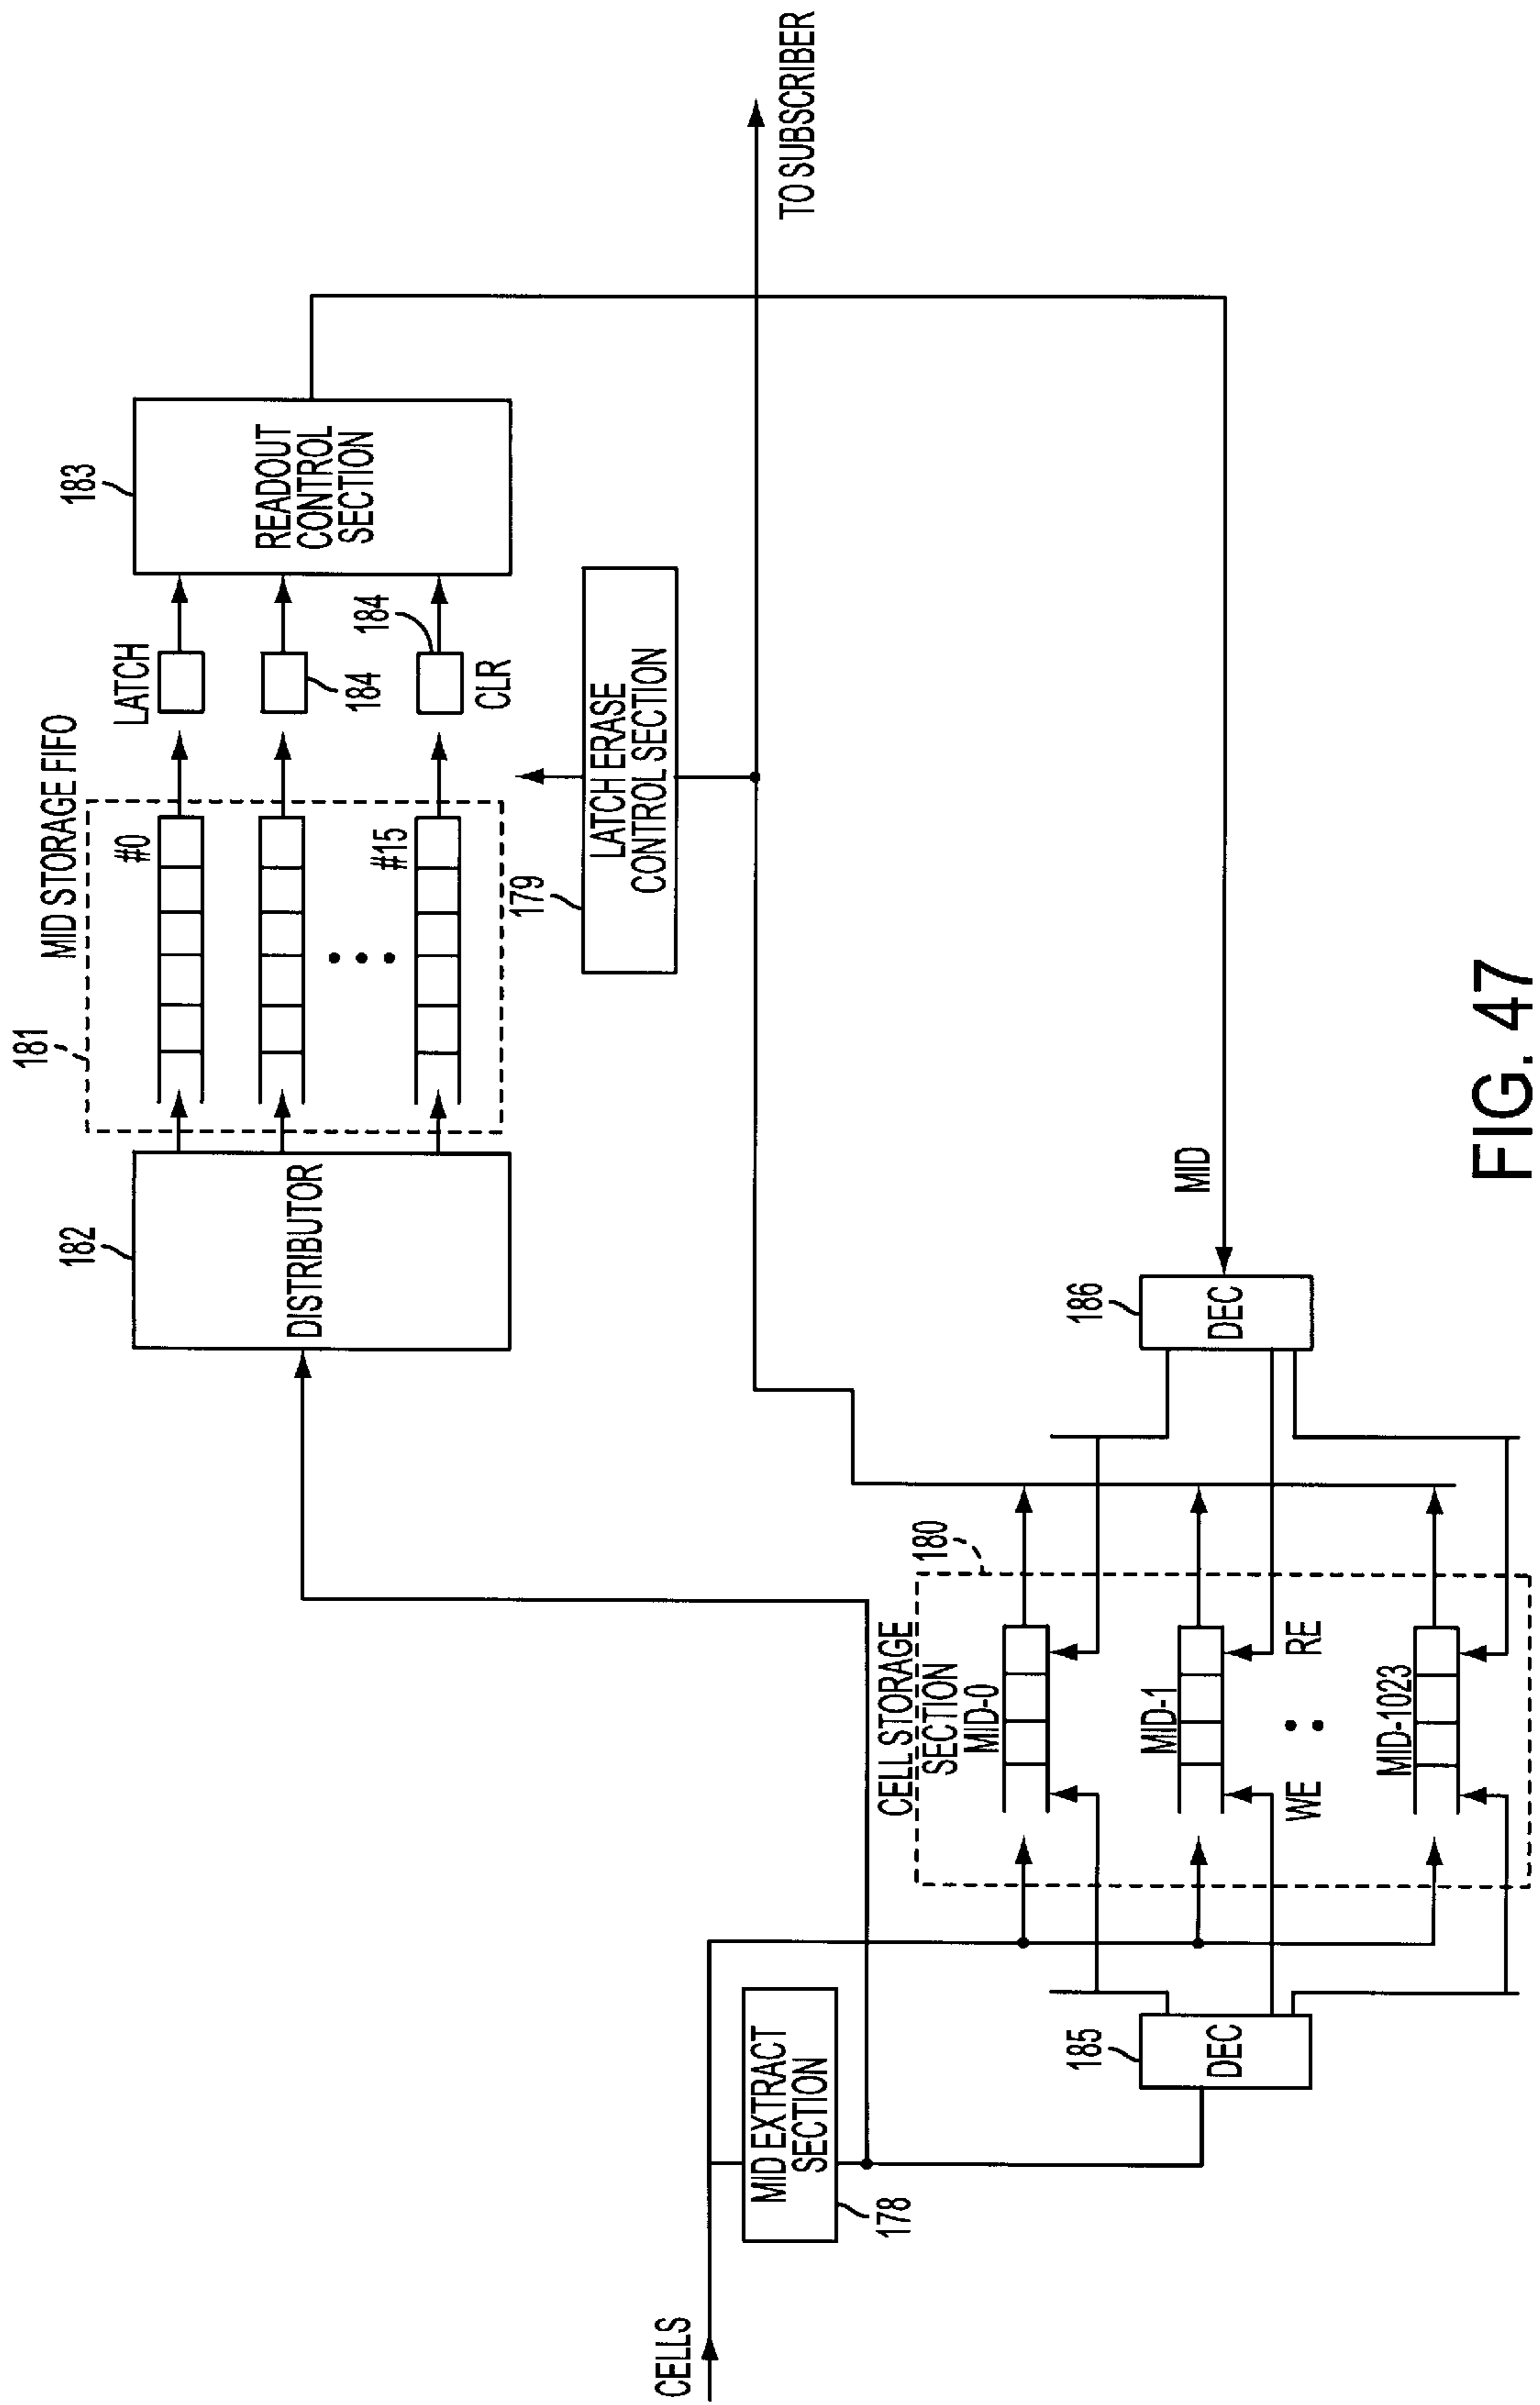 181
MID STORAGE FIFO
#0
#15
LATCH
184
184
CLR
182
DISTRIBUTOR
183
READOUT
CONTROL
SECTION
179
LATCH ERASE
CONTROL SECTION
TO SUBSCRIBER
CELLS
MID EXTRACT
SECTION
178
CELL STORAGE
SECTION
180
MID-0
MID-1
WE
RE
MID-1023
185
DEC
186
DEC
MID
FIG. 47